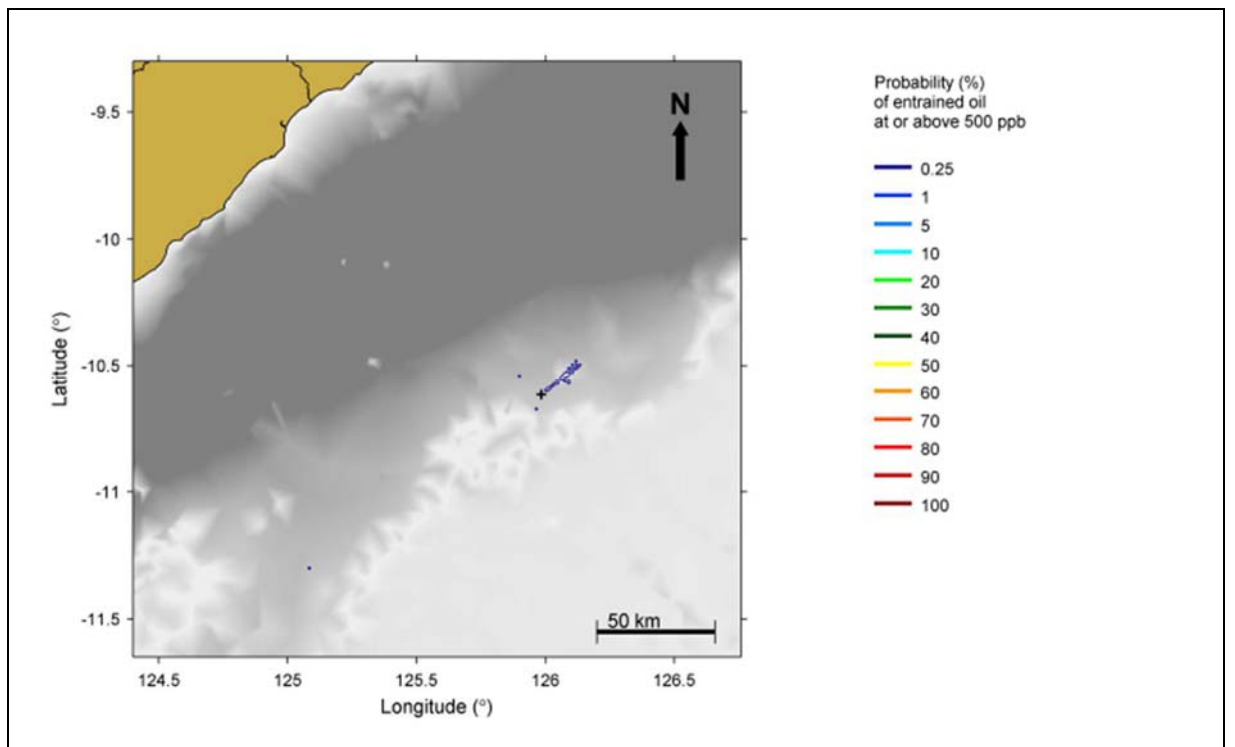 Probability (%)
of entrained oil
at or above 500 ppb
0.25
1
5
10
20
30
40
50
60
70
80
90
100
N
-9.5
-10
-10.5
-11
-11.5
Latitude (°)
50 km
124.5 125 125.5 126 126.5
Longitude (°)